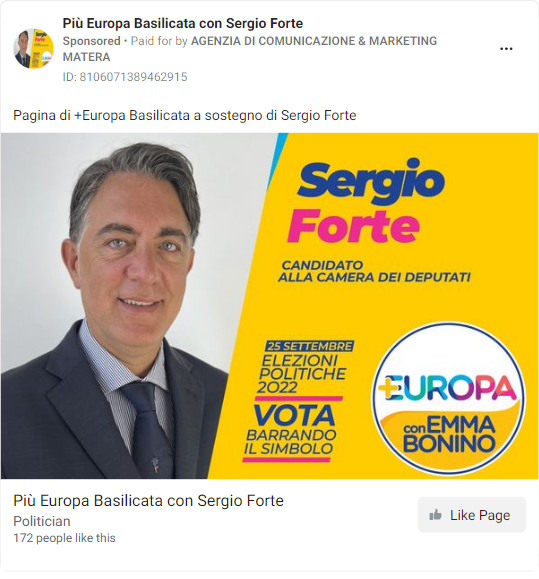 Più Europa Basilicata con Sergio Forte
Sponsored • Paid for by AGENZIA DI COMUNICAZIONE & MARKETING
MATERA
ID: 8106071389462915
Pagina di +Europa Basilicata a sostegno di Sergio Forte
Sergio
Forte
CANDIDATO
ALLA CAMERA DEI DEPUTATI
25 SETTEMBRE
ELEZIONI
POLITICHE
2022
VOTA
BARRANDO
IL SIMBOLO
+EUROPA
con EMMA
BONINO
Più Europa Basilicata con Sergio Forte
Politician
172 people like this
Like Page